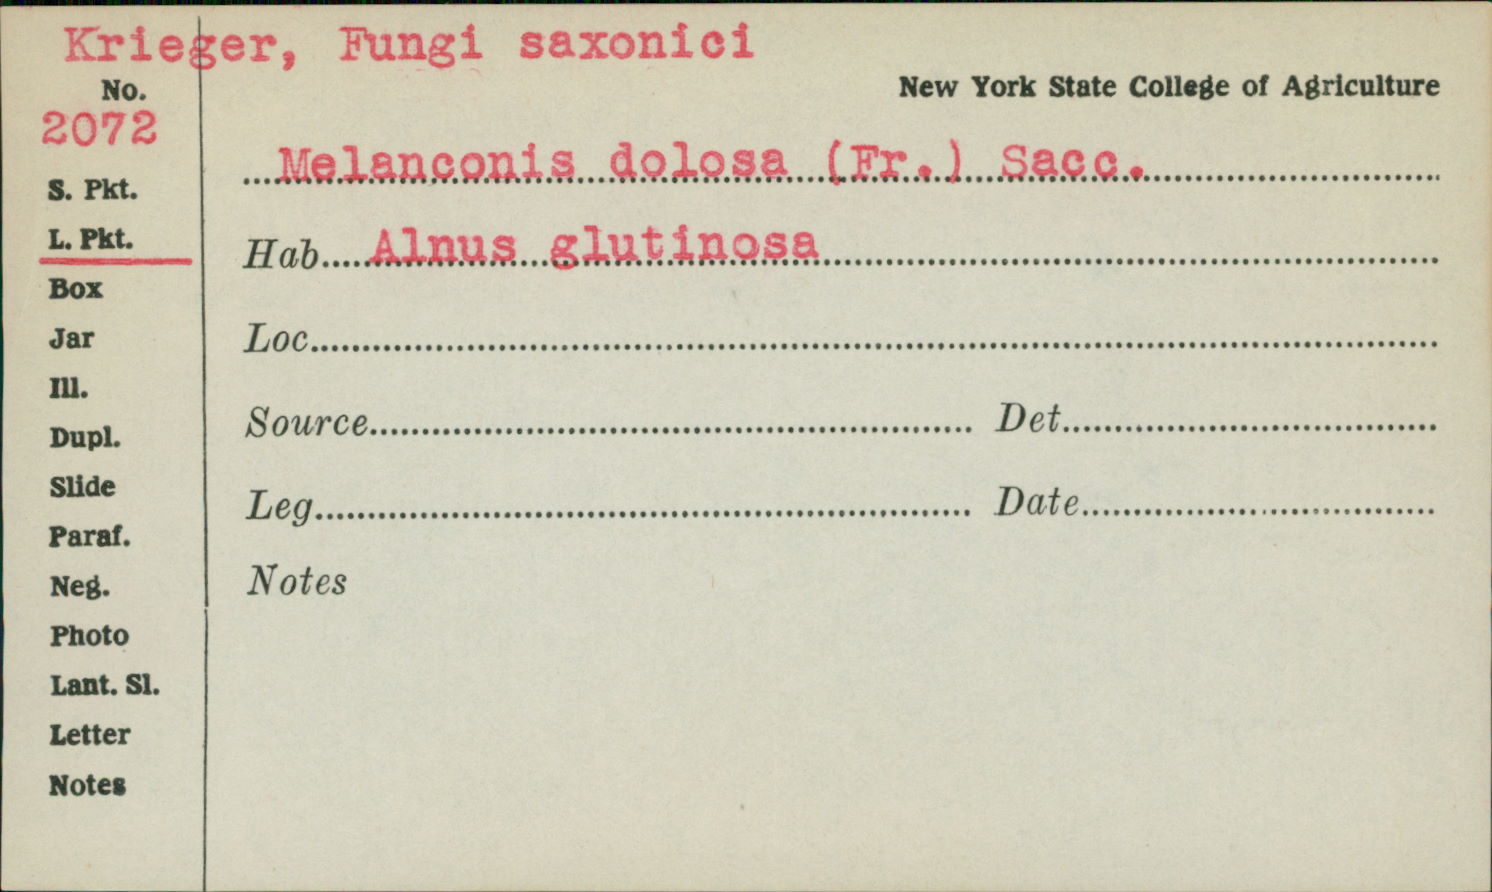 Krieger, Fungi saxonici
No.
New York State College of Agriculture
2072
Melanconis dolosa (Fr.) Sacc.
S. Pkt.
L. Pkt.
Hab. Alnus glutinosa
Box
Jar
Loc.
Ill.
Dupl.
Source Det.
Slide
Leg. Date
Paraf.
Neg.
Notes
Photo
Lant. Sl.
Letter
Notes